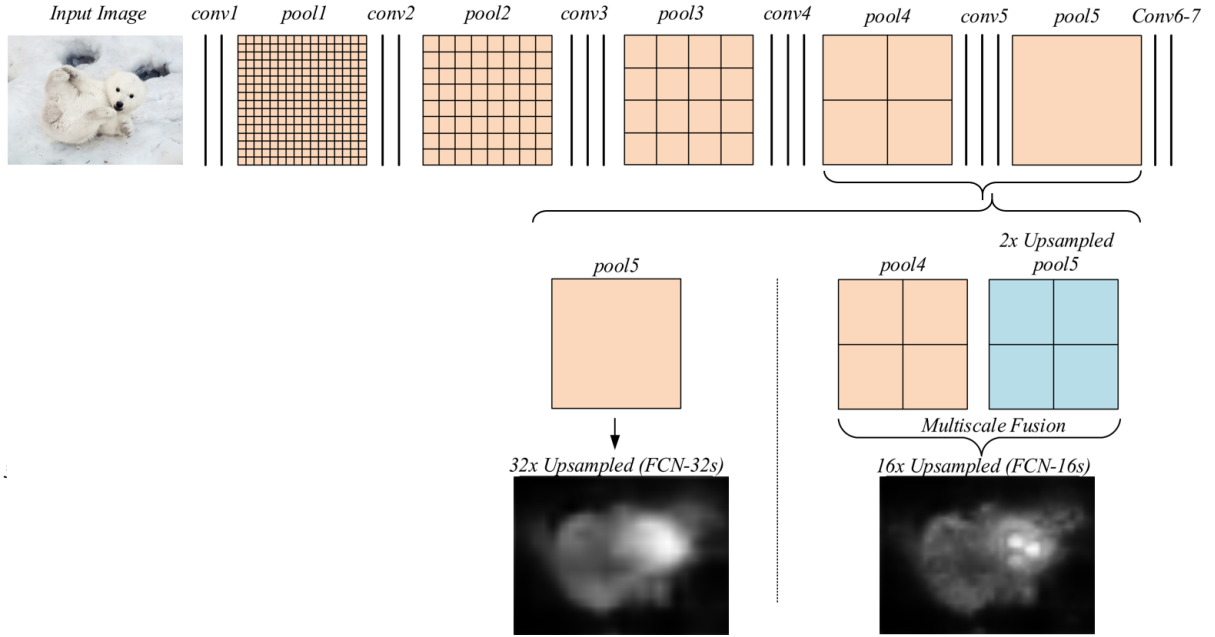 Input Image conv1 pool1 conv2 pool2 conv3 pool3 conv4 pool4 conv5 pool5 Conv6-7
2x Upsampled
pool5 pool4 pool5
Multiscale Fusion
32x Upsampled (FCN-32s) 16x Upsampled (FCN-16s)